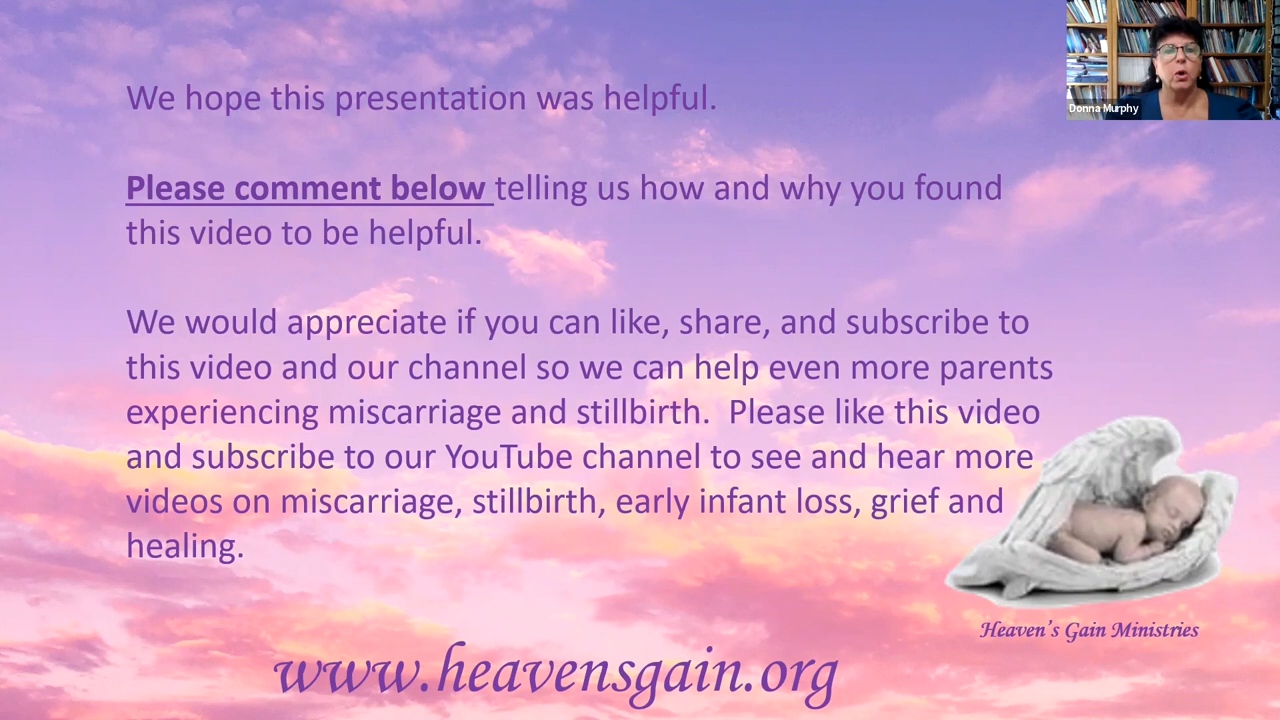 We hope this presentation was helpful.
Please comment below telling us how and why you found
this video to be helpful.
We would appreciate if you can like, share, and subscribe to
this video and our channel so we can help even more parents
experiencing miscarriage and stillbirth.  Please like this video
and subscribe to our YouTube channel to see and hear more
videos on miscarriage, stillbirth, early infant loss, grief and
healing.
www.heavensgain.org
Heaven's Gain Ministries
Donna Murphy